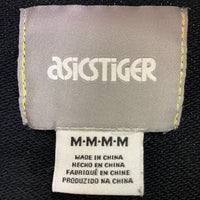 asicsTIGER
M·M·M·M
MADE IN CHINA
HECHO EN CHINA
FABRIQUÉ EN CHINE
PRODUZIDO NA CHINA